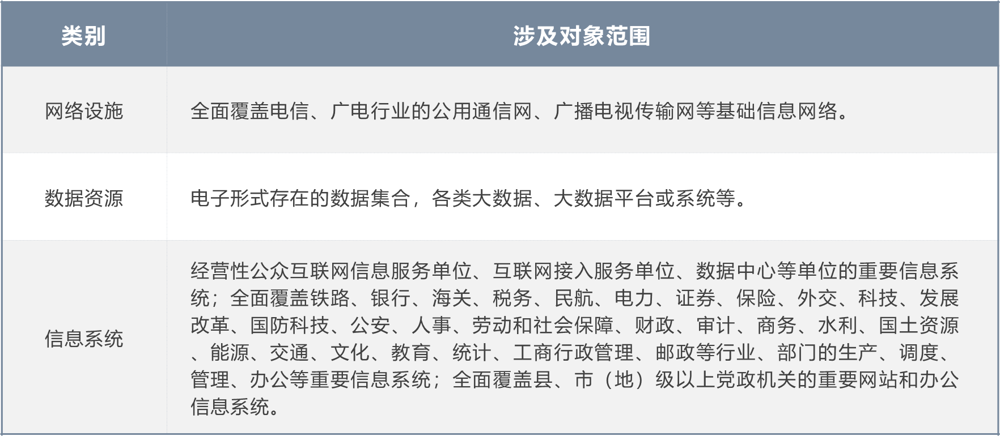 类别
涉及对象范围
网络设施
全面覆盖电信、广电行业的公用通信网、广播电视传输网等基础信息网络。
数据资源
电子形式存在的数据集合，各类大数据、大数据平台或系统等。
信息系统
经营性公众互联网信息服务单位、互联网接入服务单位、数据中心等单位的重要信息系
统；全面覆盖铁路、银行、海关、税务、民航、电力、证券、保险、外交、科技、发展
改革、国防科技、公安、人事、劳动和社会保障、财政、审计、商务、水利、国土资源
、能源、交通、文化、教育、统计、工商行政管理、邮政等行业、部门的生产、调度、
管理、办公等重要信息系统；全面覆盖县、市（地）级以上党政机关的重要网站和办公
信息系统。